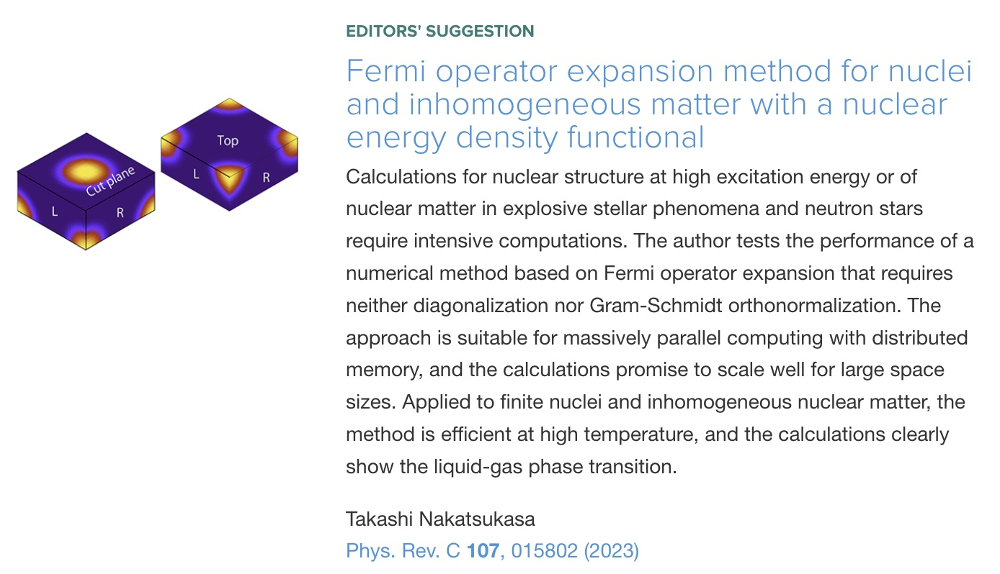 EDITORS' SUGGESTION
Fermi operator expansion method for nuclei
and inhomogeneous matter with a nuclear
energy density functional
Top
L
R
Cut plane
L
R
Calculations for nuclear structure at high excitation energy or of
nuclear matter in explosive stellar phenomena and neutron stars
require intensive computations. The author tests the performance of a
numerical method based on Fermi operator expansion that requires
neither diagonalization nor Gram-Schmidt orthonormalization. The
approach is suitable for massively parallel computing with distributed
memory, and the calculations promise to scale well for large space
sizes. Applied to finite nuclei and inhomogeneous nuclear matter, the
method is efficient at high temperature, and the calculations clearly
show the liquid-gas phase transition.
Takashi Nakatsukasa
Phys. Rev. C 107, 015802 (2023)